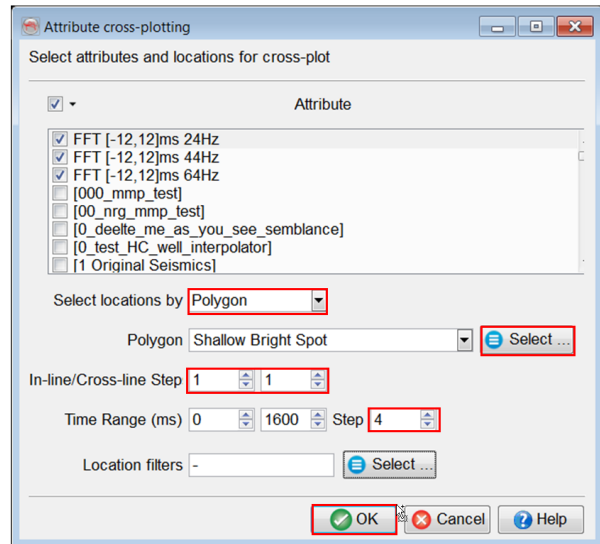 Attribute cross-plotting
Select attributes and locations for cross-plot
Attribute
FFT [-12,12]ms 24Hz
FFT [-12,12]ms 44Hz
FFT [-12,12]ms 64Hz
[000_mmp_test]
[00_nrg_mmp_test]
[0_deelte_me_as_you_see_semblance]
[0_test_HC_well_interpolator]
[1 Original Seismics]
Select locations by Polygon
Polygon Shallow Bright Spot Select ...
In-line/Cross-line Step 1 1
Time Range (ms) 0 1600 Step 4
Location filters - Select ...
OK Cancel Help